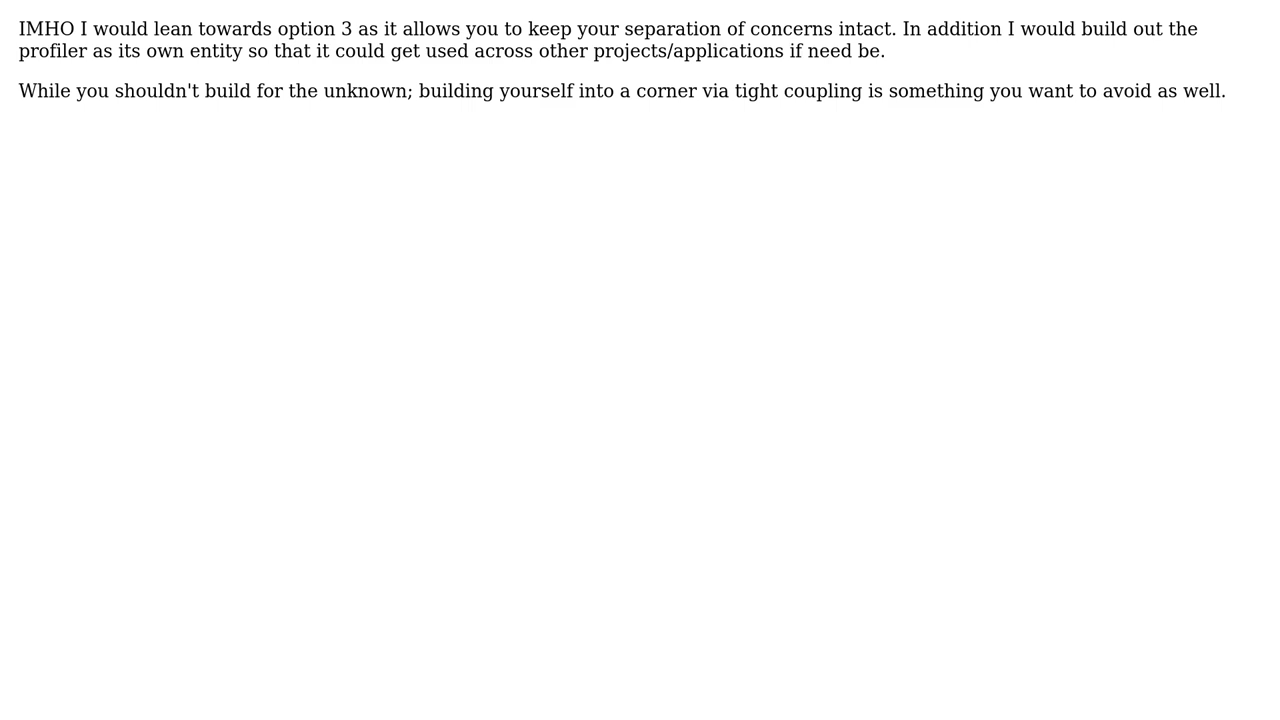 IMHO I would lean towards option 3 as it allows you to keep your separation of concerns intact. In addition I would build out the
profiler as its own entity so that it could get used across other projects/applications if need be.
While you shouldn't build for the unknown; building yourself into a corner via tight coupling is something you want to avoid as well.